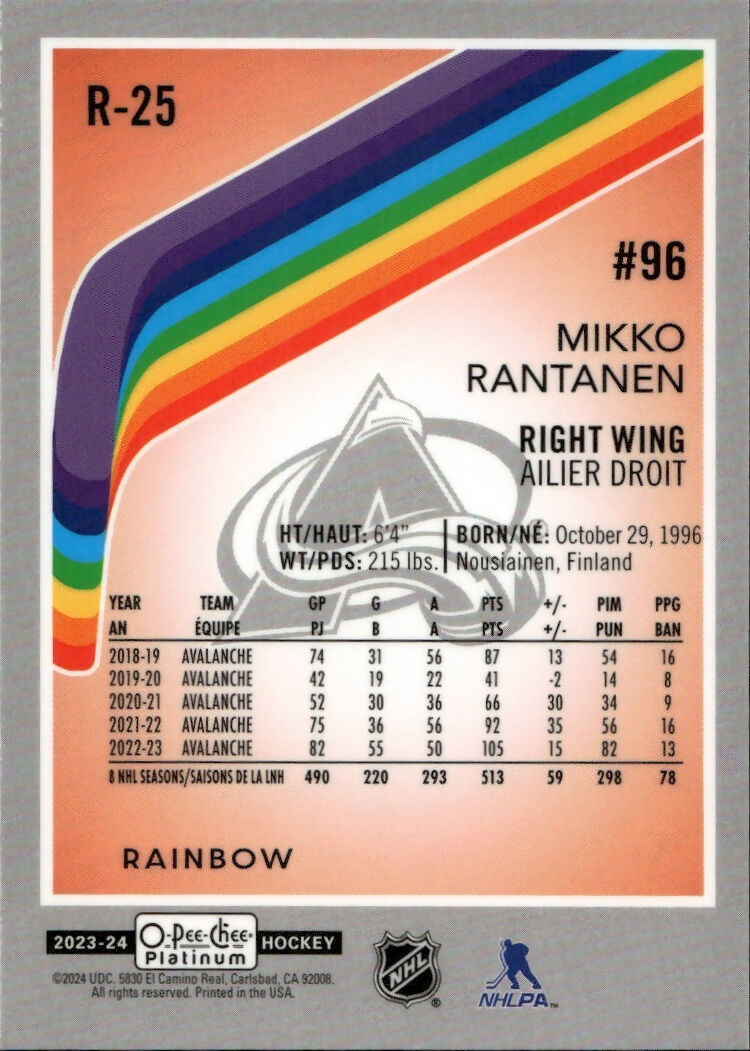 R-25
#96
MIKKO
RANTANEN
RIGHT WING
AILIER DROIT
HT/HAUT: 6'4" | BORN/NÉ: October 29, 1996
WT/PDS: 215 lbs. | Nousiainen, Finland
YEAR TEAM GP G A PTS +/- PIM PPG
AN ÉQUIPE PJ B A PTS +/- PUN BAN
2018-19 AVALANCHE 74 31 56 87 13 54 16
2019-20 AVALANCHE 42 19 22 41 -2 14 8
2020-21 AVALANCHE 52 30 36 66 30 34 9
2021-22 AVALANCHE 75 36 56 92 35 56 16
2022-23 AVALANCHE 82 55 50 105 15 82 13
8 NHL SEASONS/SAISONS DE LA LNH 490 220 293 513 59 298 78
RAINBOW
2023-24 O-Pee-Chee Platinum HOCKEY
©2024 UDC. 5830 El Camino Real, Carlsbad, CA 92008.
All rights reserved. Printed in the USA.
NHL ®
NHLPA™